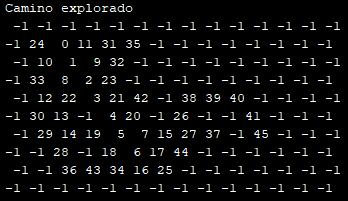 Camino explorado
-1 -1 -1 -1 -1 -1 -1 -1 -1 -1 -1 -1 -1 -1
-1 24 0 11 31 35 -1 -1 -1 -1 -1 -1 -1 -1
-1 10 1 9 32 -1 -1 -1 -1 -1 -1 -1 -1 -1
-1 33 8 2 23 -1 -1 -1 -1 -1 -1 -1 -1 -1
-1 12 22 3 21 42 -1 38 39 40 -1 -1 -1 -1
-1 30 13 -1 4 20 -1 26 -1 -1 41 -1 -1 -1
-1 29 14 19 5 7 15 27 37 -1 45 -1 -1 -1
-1 -1 28 -1 18 6 17 44 -1 -1 -1 -1 -1 -1
-1 -1 36 43 34 16 25 -1 -1 -1 -1 -1 -1 -1
-1 -1 -1 -1 -1 -1 -1 -1 -1 -1 -1 -1 -1 -1